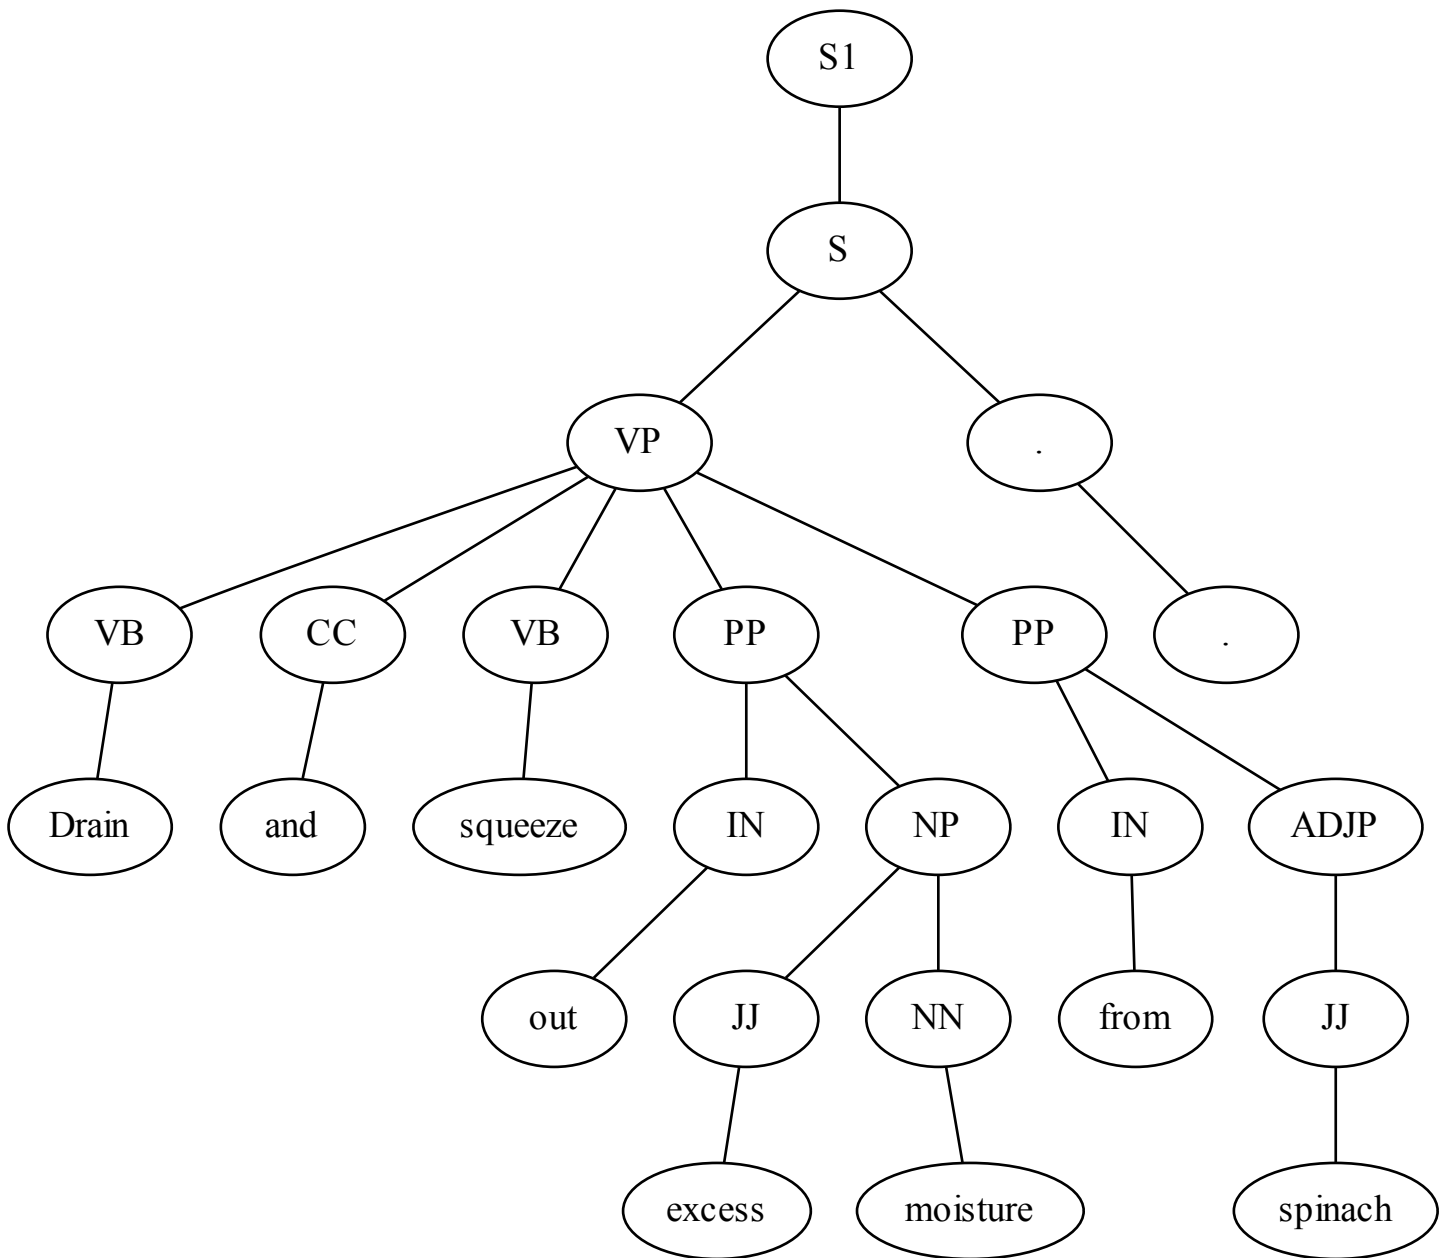 S1
S
VP .
VB CC VB PP PP .
Drain and squeeze IN NP IN ADJP
out JJ NN from JJ
excess moisture spinach